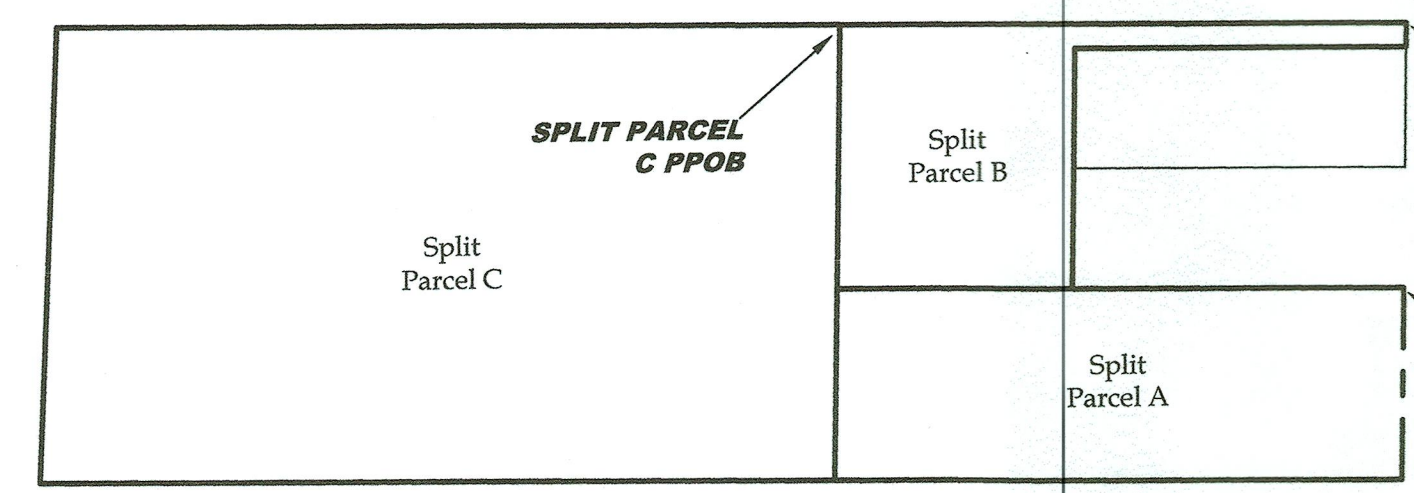 SPLIT PARCEL
C PPOB
Split
Parcel B
Split
Parcel C
Split
Parcel A